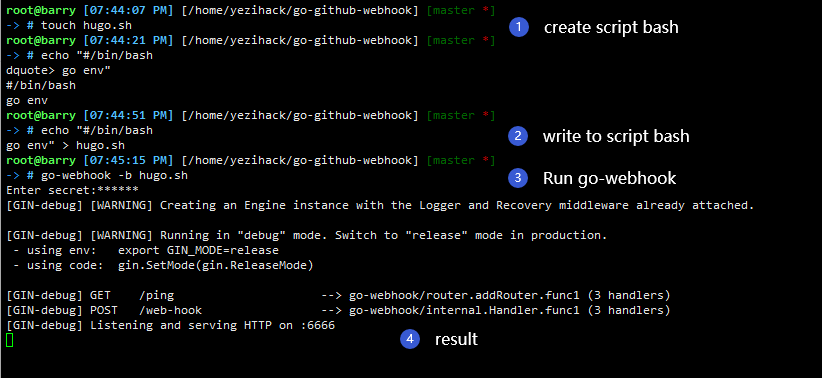 root@barry [07:44:07 PM] [/home/yezihack/go-github-webhook] [master *]
-> # touch hugo.sh
1 create script bash
root@barry [07:44:21 PM] [/home/yezihack/go-github-webhook] [master *]
-> # echo "#/bin/bash
dquote> go env"
#/bin/bash
go env
root@barry [07:44:51 PM] [/home/yezihack/go-github-webhook] [master *]
-> # echo "#/bin/bash
2 write to script bash
go env" > hugo.sh
root@barry [07:45:15 PM] [/home/yezihack/go-github-webhook] [master *]
-> # go-webhook -b hugo.sh
3 Run go-webhook
Enter secret:******
[GIN-debug] [WARNING] Creating an Engine instance with the Logger and Recovery middleware already attached.
[GIN-debug] [WARNING] Running in "debug" mode. Switch to "release" mode in production.
- using env: export GIN_MODE=release
- using code: gin.SetMode(gin.ReleaseMode)
[GIN-debug] GET /ping --> go-webhook/router.addRouter.func1 (3 handlers)
[GIN-debug] POST /web-hook --> go-webhook/internal.Handler.func1 (3 handlers)
[GIN-debug] Listening and serving HTTP on :6666
4 result